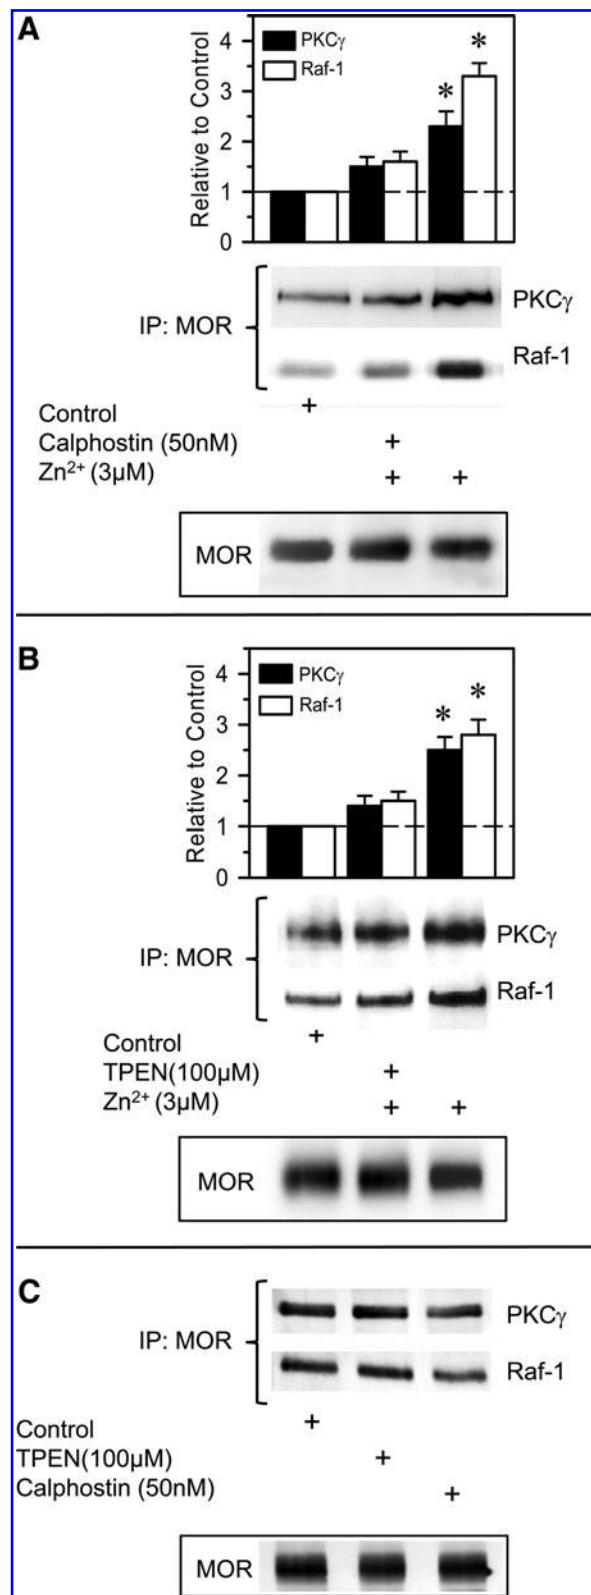 A
Relative to Control
4
3
2
1
0
PKCγ
Raf-1
*
*
IP: MOR
PKCγ
Raf-1
Control +
Calphostin (50nM) +
Zn²⁺ (3µM) + +
MOR
B
Relative to Control
4
3
2
1
0
PKCγ
Raf-1
*
*
IP: MOR
PKCγ
Raf-1
Control +
TPEN(100µM) +
Zn²⁺ (3µM) + +
MOR
C
IP: MOR
PKCγ
Raf-1
Control +
TPEN(100µM) +
Calphostin (50nM) +
MOR